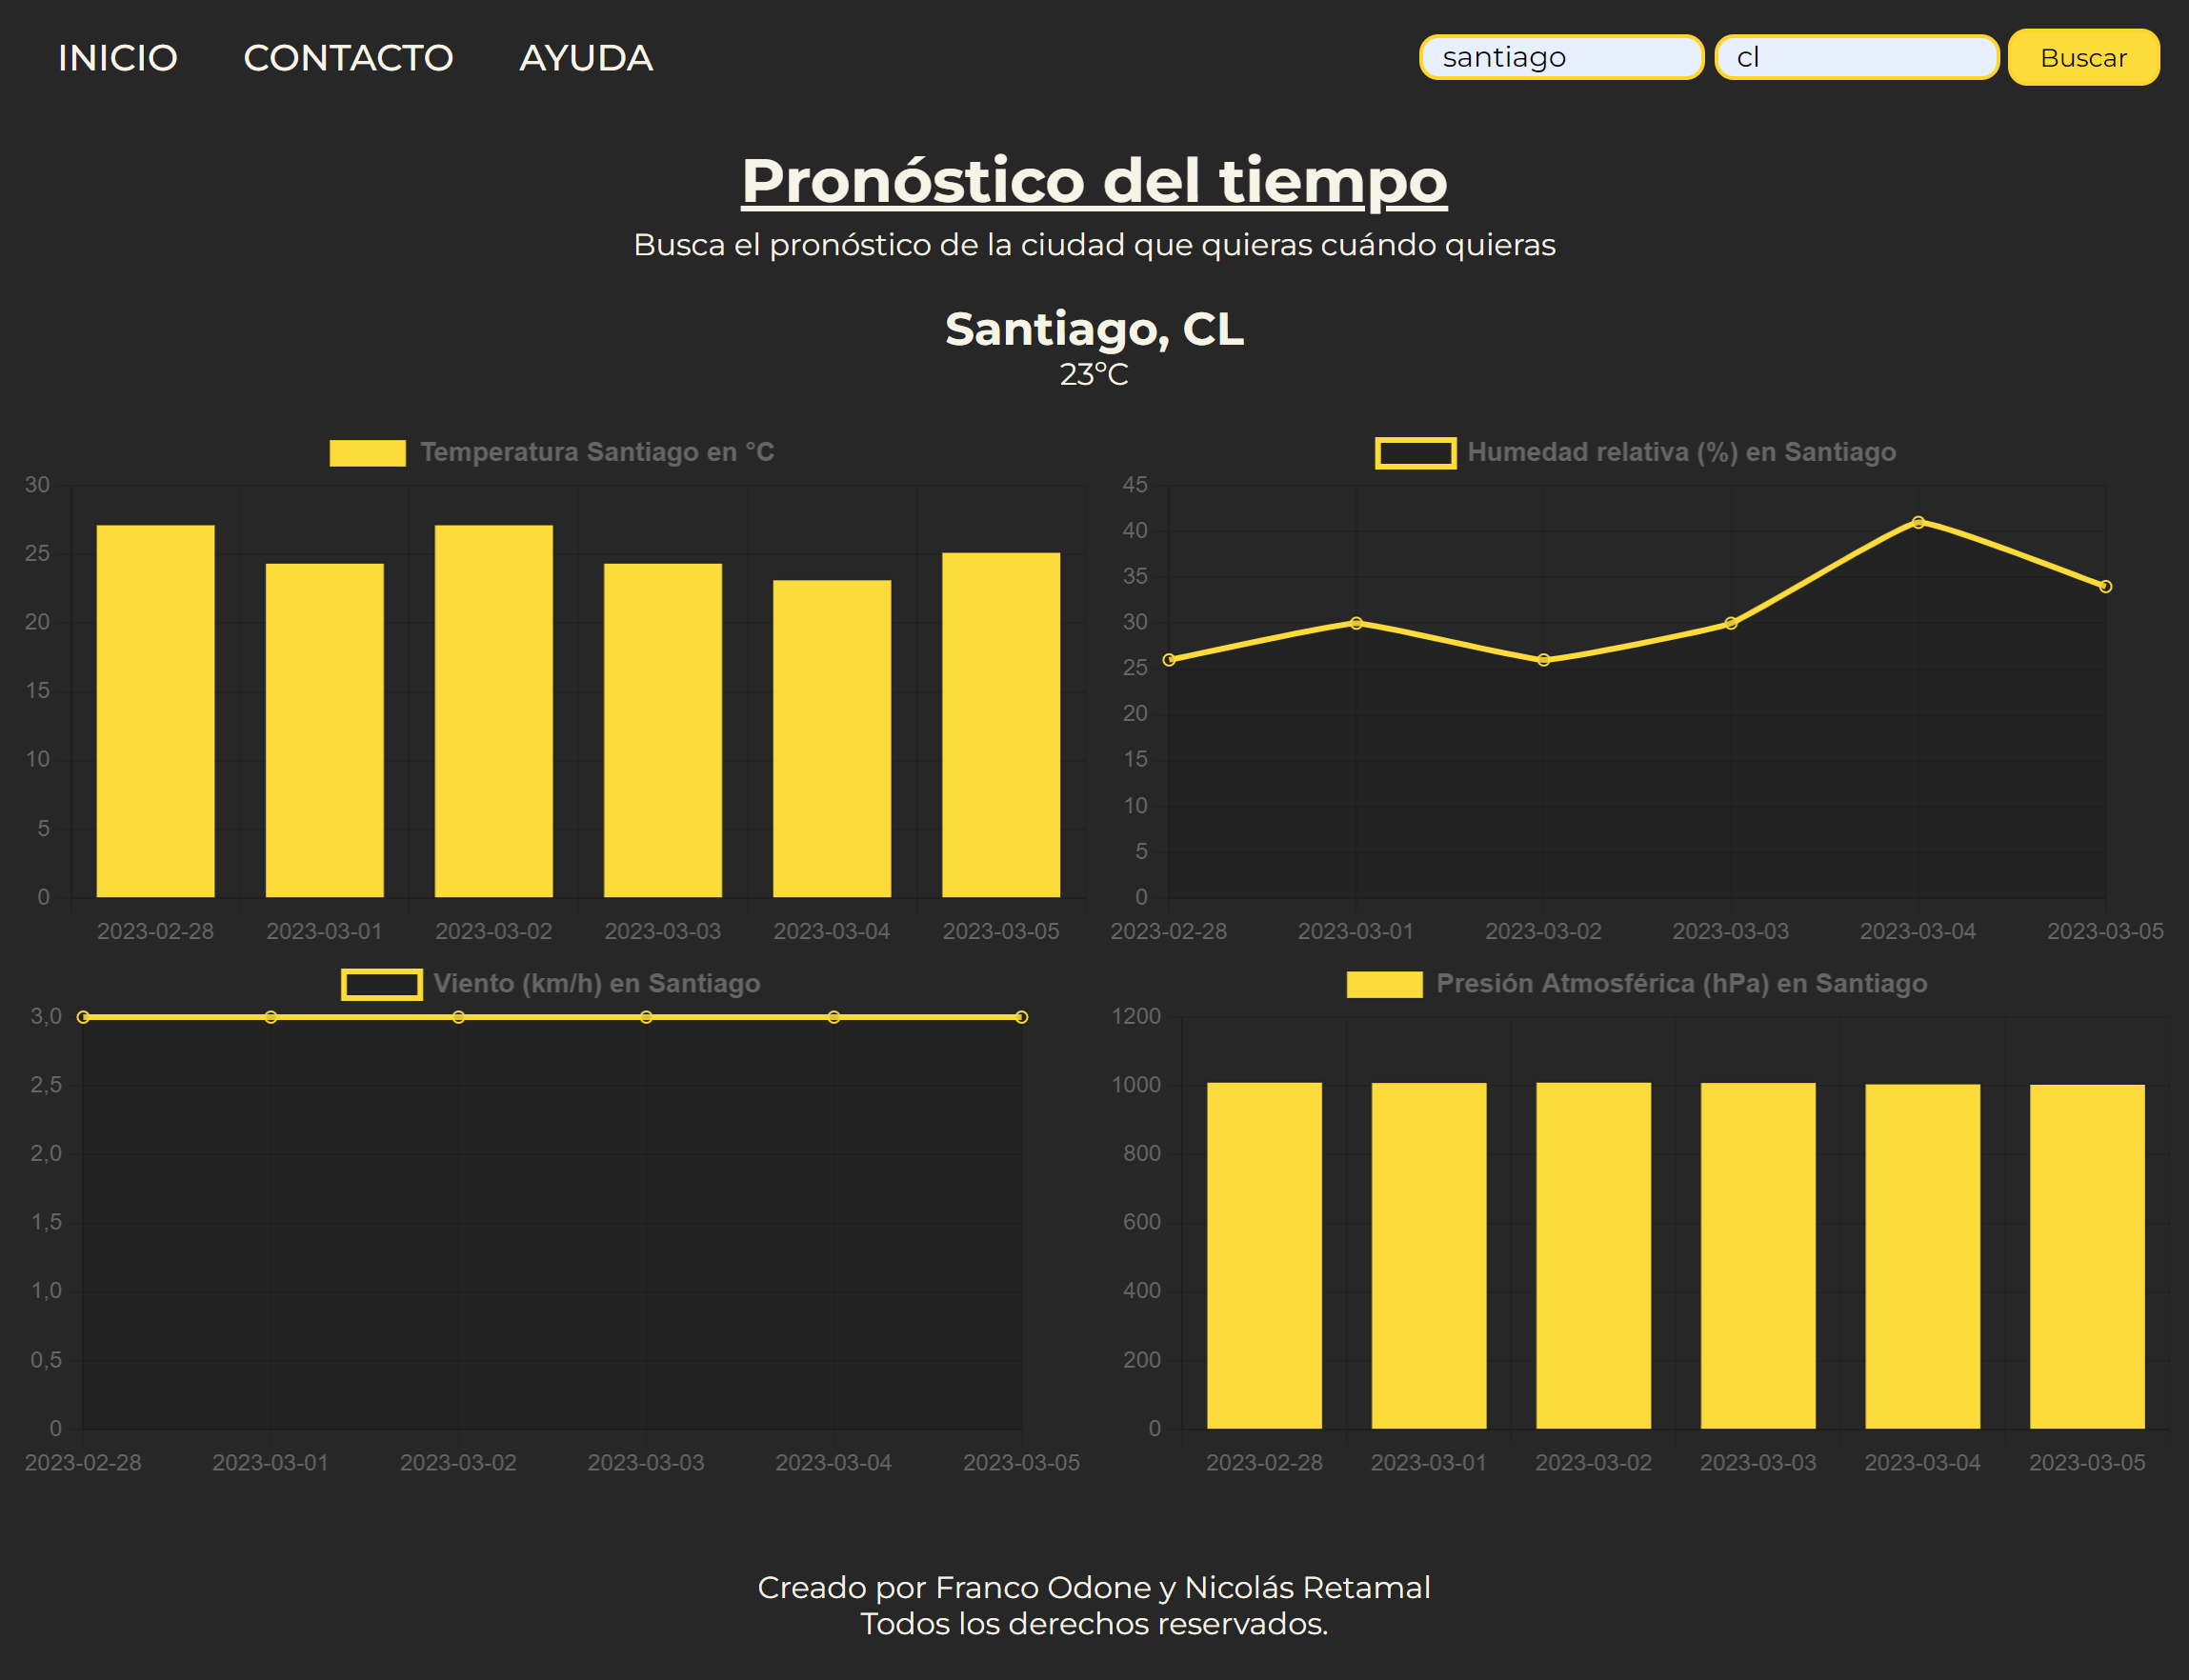 INICIO CONTACTO AYUDA santiago cl Buscar
Pronóstico del tiempo
Busca el pronóstico de la ciudad que quieras cuándo quieras
Santiago, CL
23°C
Temperatura Santiago en °C
30
25
20
15
10
5
0
2023-02-28 2023-03-01 2023-03-02 2023-03-03 2023-03-04 2023-03-05
Humedad relativa (%) en Santiago
45
40
35
30
25
20
15
10
5
0
2023-02-28 2023-03-01 2023-03-02 2023-03-03 2023-03-04 2023-03-05
Viento (km/h) en Santiago
3,0
2,5
2,0
1,5
1,0
0,5
0
2023-02-28 2023-03-01 2023-03-02 2023-03-03 2023-03-04 2023-03-05
Presión Atmosférica (hPa) en Santiago
1200
1000
800
600
400
200
0
2023-02-28 2023-03-01 2023-03-02 2023-03-03 2023-03-04 2023-03-05
Creado por Franco Odone y Nicolás Retamal
Todos los derechos reservados.